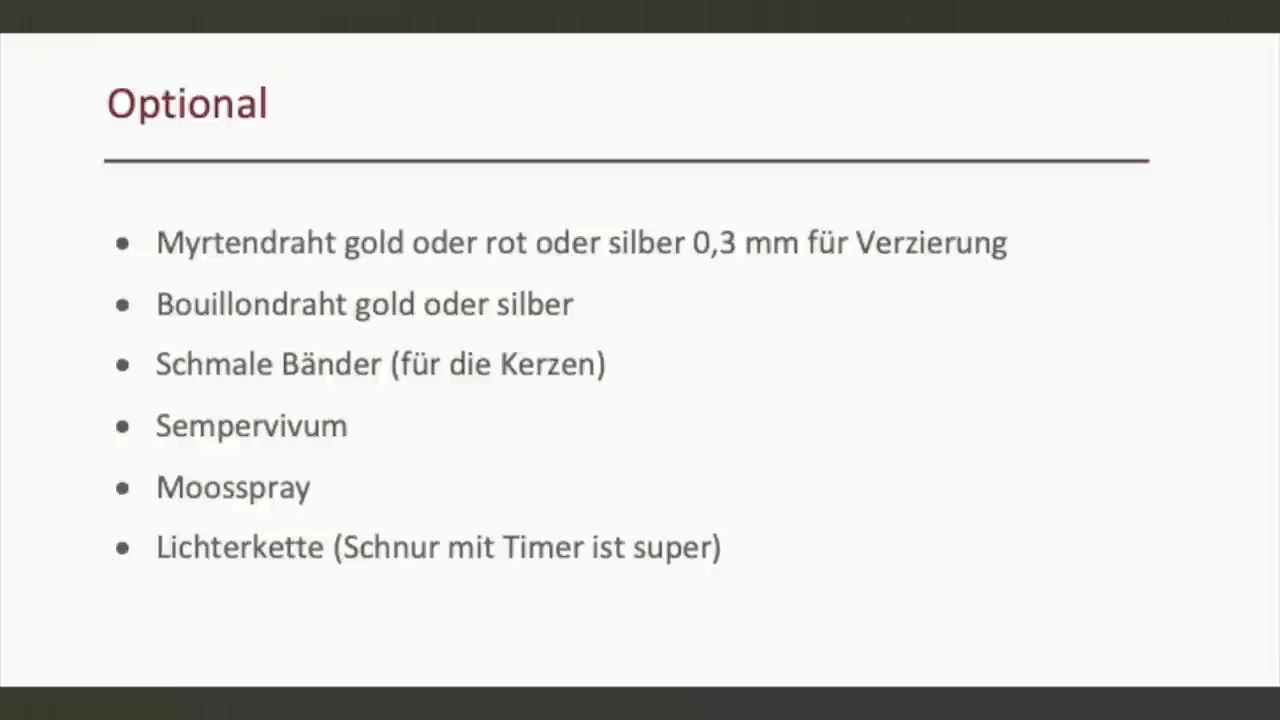 Optional
• Myrtendraht gold oder rot oder silber 0,3 mm für Verzierung
• Bouillondraht gold oder silber
• Schmale Bänder (für die Kerzen)
• Sempervivum
• Moosspray
• Lichterkette (Schnur mit Timer ist super)